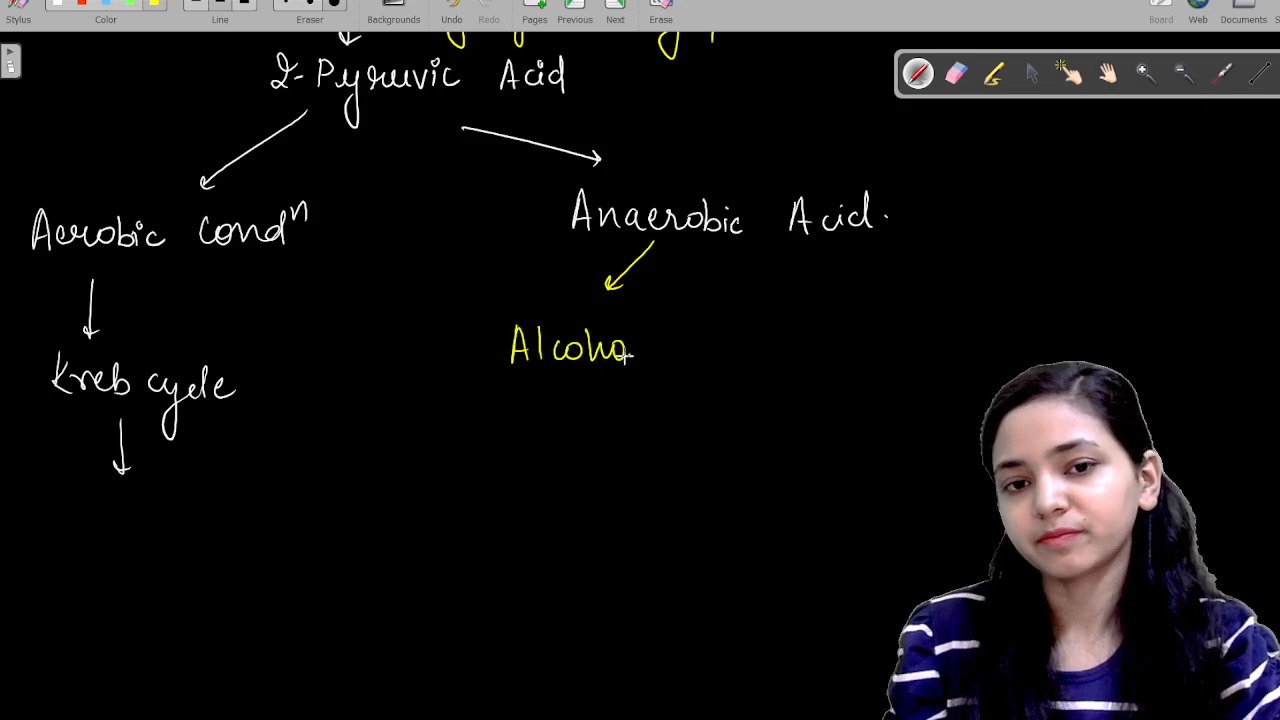 Stylus Color Line Eraser Backgrounds Undo Redo Pages Previous Next Erase Board Web Documents
2-Pyruvic Acid
Aerobic condⁿ
Anaerobic Acid.
Alcoho
Kreb cycle